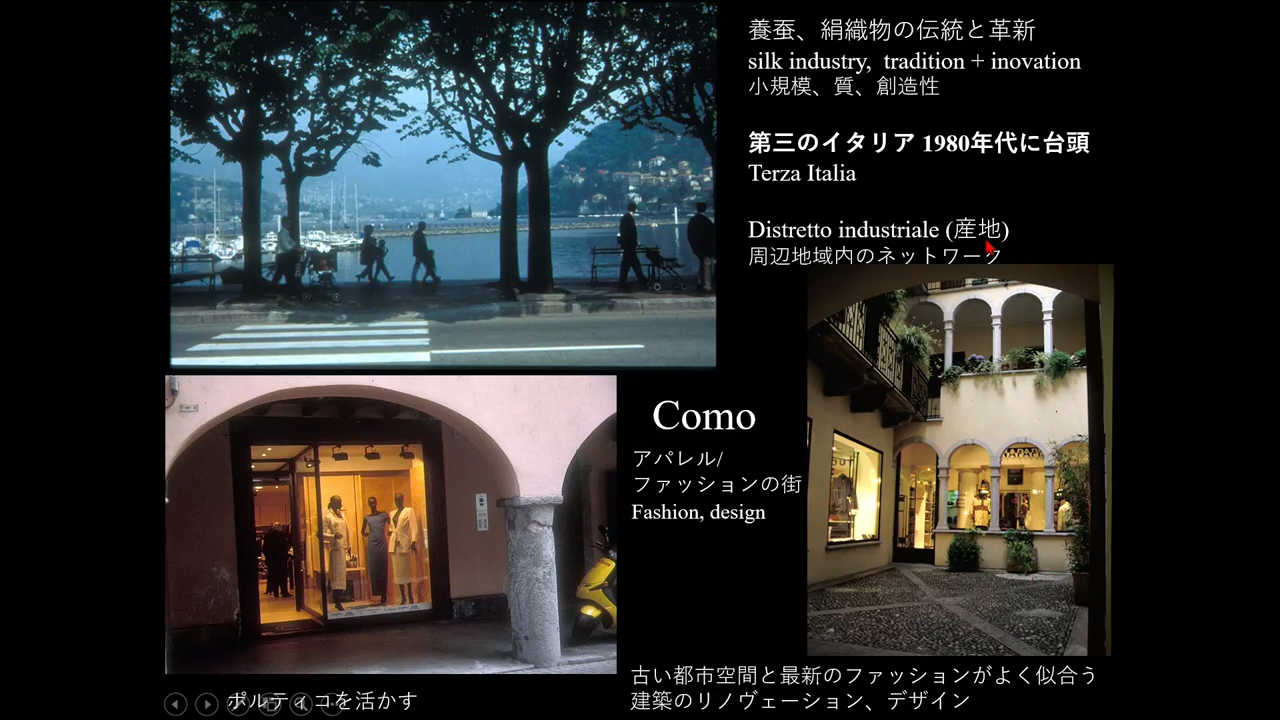 養蚕、絹織物の伝統と革新
silk industry, tradition + inovation
小規模、質、創造性
第三のイタリア 1980年代に台頭
Terza Italia
Distretto industriale (産地)
周辺地域内のネットワーク
Como
アパレル/
ファッションの街
Fashion, design
古い都市空間と最新のファッションがよく似合う
建築のリノヴェーション、デザイン
ポルティコを活かす